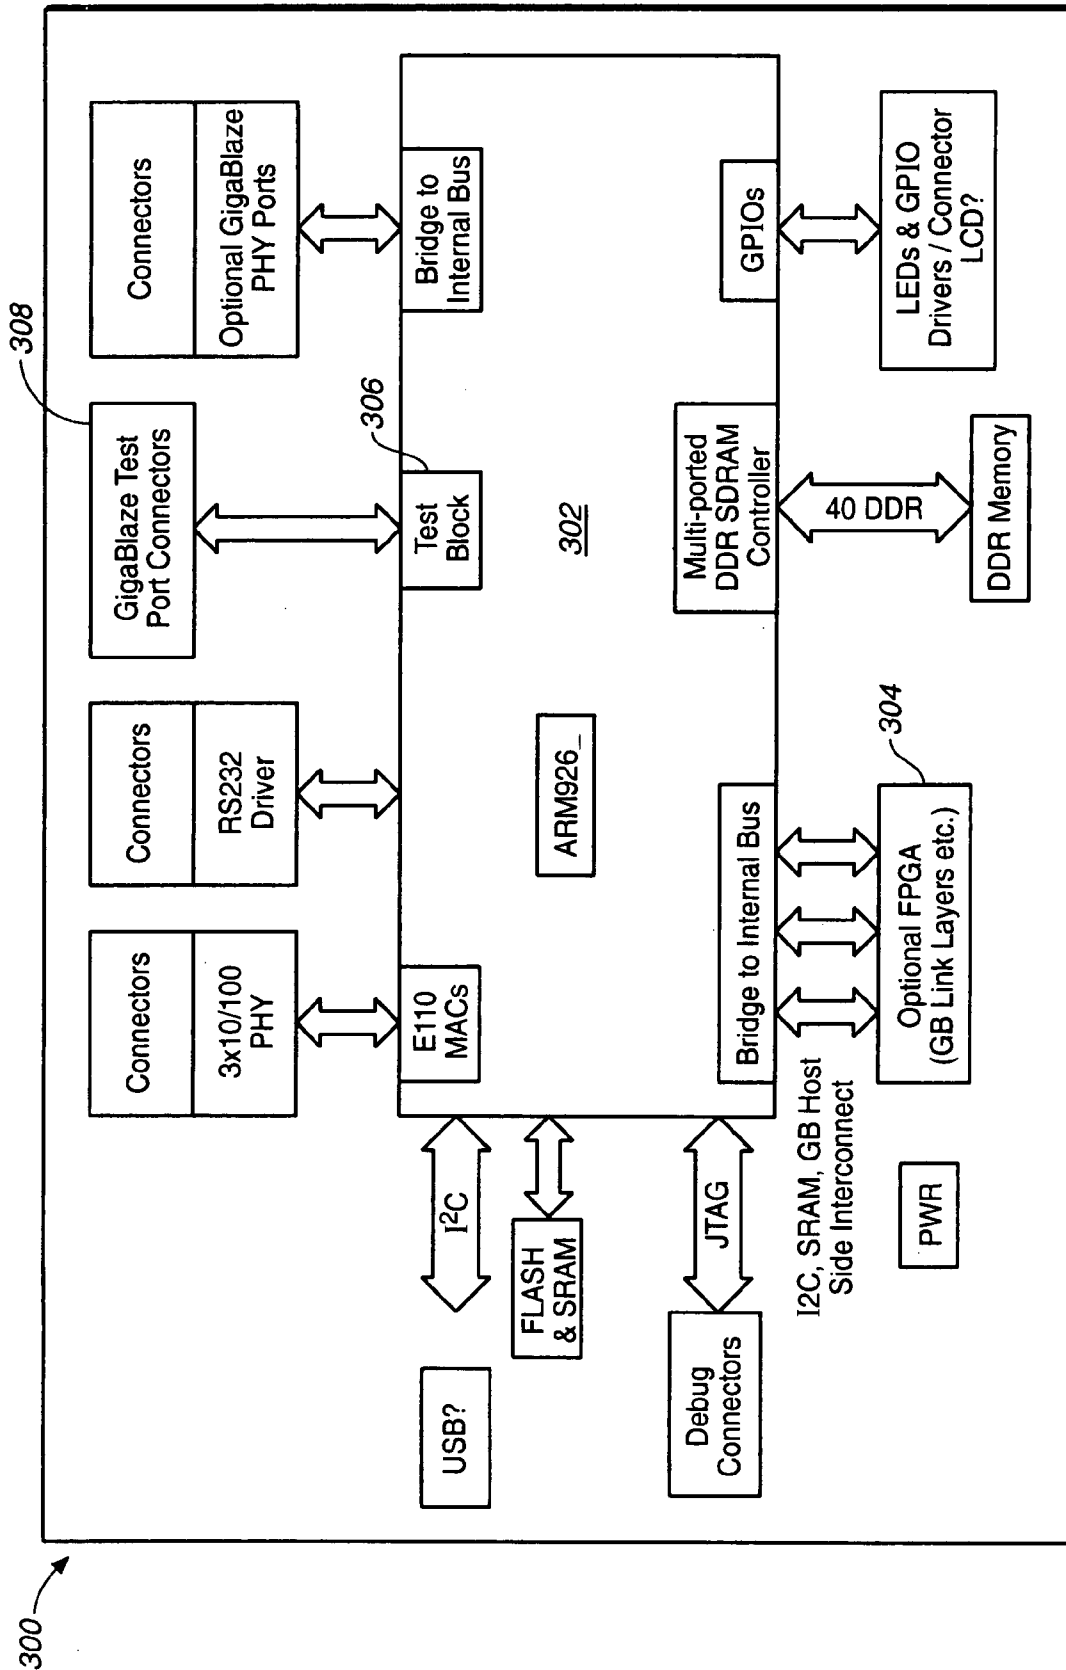 300
Connectors
3x10/100
PHY
Connectors
RS232
Driver
GigaBlaze Test
Port Connectors
308
Connectors
Optional GigaBlaze
PHY Ports
E110
MACs
Test
Block
306
Bridge to
Internal Bus
I²C
USB?
FLASH
& SRAM
ARM926_
302
JTAG
Debug
Connectors
Bridge to Internal Bus
Multi-ported
DDR SDRAM
Controller
GPIOs
I2C, SRAM, GB Host
Side Interconnect
40 DDR
PWR
Optional FPGA
(GB Link Layers etc.)
304
DDR Memory
LEDs & GPIO
Drivers / Connector
LCD?